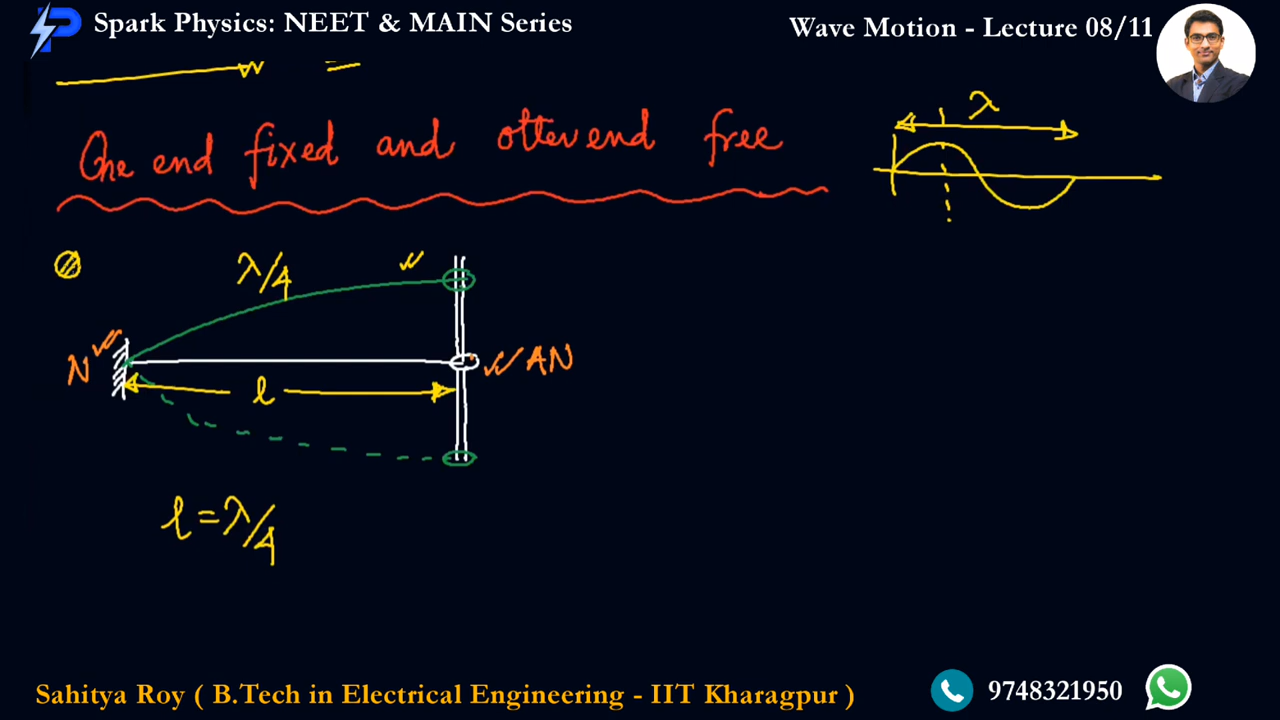 Spark Physics: NEET & MAIN Series
Wave Motion - Lecture 08/11
One end fixed and other end free
λ
λ/4
N
AN
l
l = λ/4
Sahitya Roy ( B.Tech in Electrical Engineering - IIT Kharagpur )
9748321950